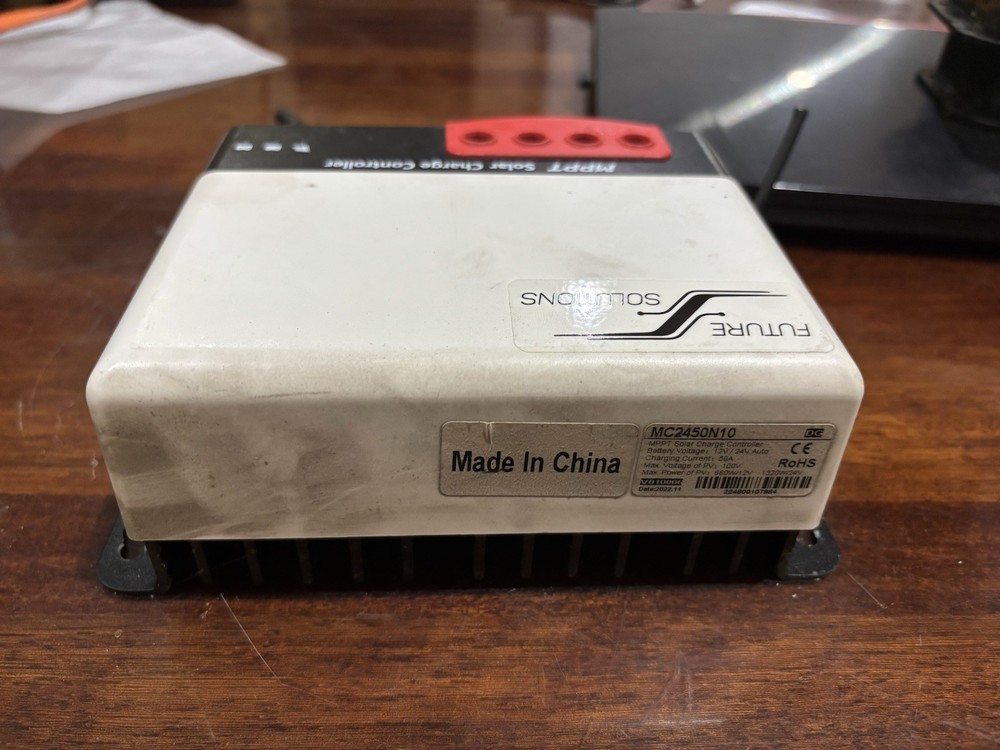 MPPT Solar Charge Controller
FUTURE
SOLUTIONS
Made In China
MC2450N10
DC
MPPT Solar Charge Controller
Battery Voltage: 12V / 24V Auto
Charging Current: 50A
Max. Voltage of PV: 100V
Max. Power of PV: 660W/12V 1320W/24V
CE
RoHS
Date:2022.11